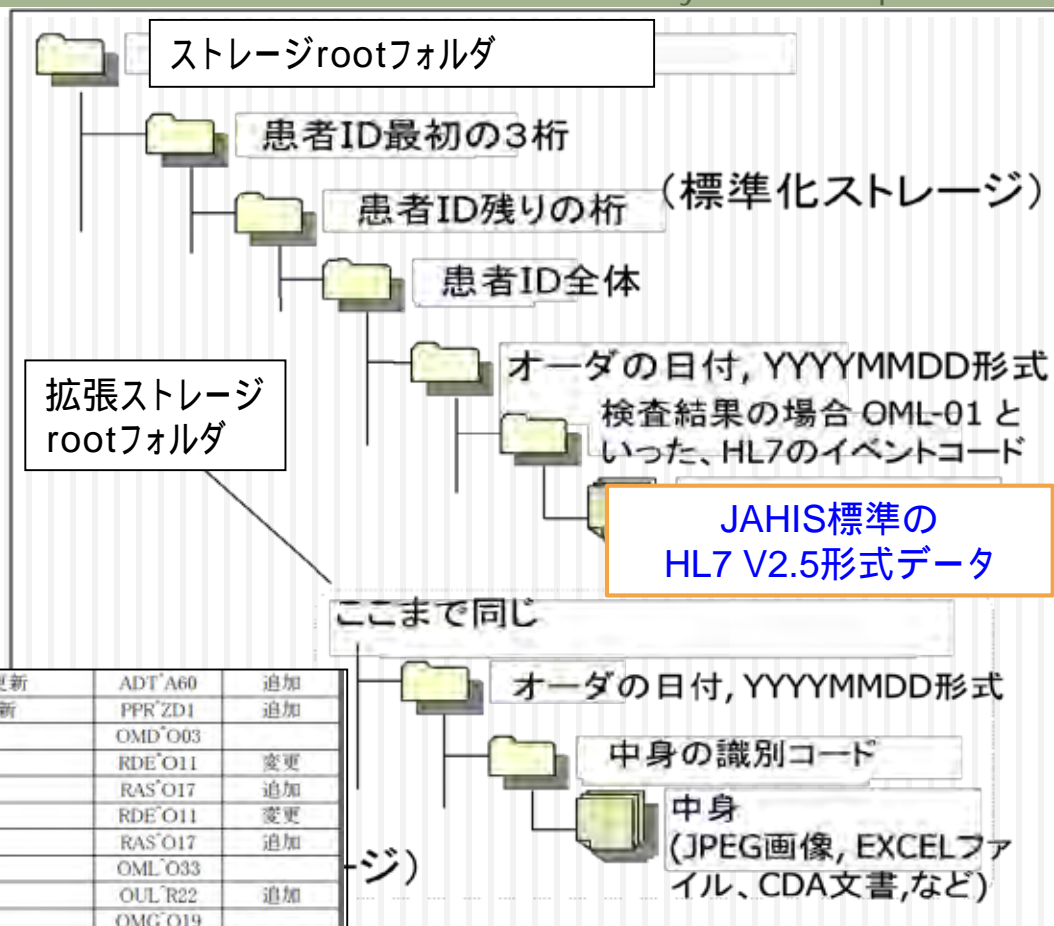 ストレージrootフォルダ
患者ID最初の3桁
(標準化ストレージ)
患者ID残りの桁
患者ID全体
オーダの日付, YYYYMMDD形式
検査結果の場合 OML-01 と
いった、HL7のイベントコード
拡張ストレージ
rootフォルダ
JAHIS標準の
HL7 V2.5形式データ
ここまで同じ
オーダの日付, YYYYMMDD形式
中身の識別コード
中身
(JPEG画像, EXCELファ
イル、CDA文書,など)
更新 ADT^A60 追加
新 PPR^ZD1 追加
OMD^O03
RDE^O11 変更
RAS^O17 追加
RDE^O11 変更
RAS^O17 追加
OML^O33
OUL^R22 追加
OMG^O19
ージ)